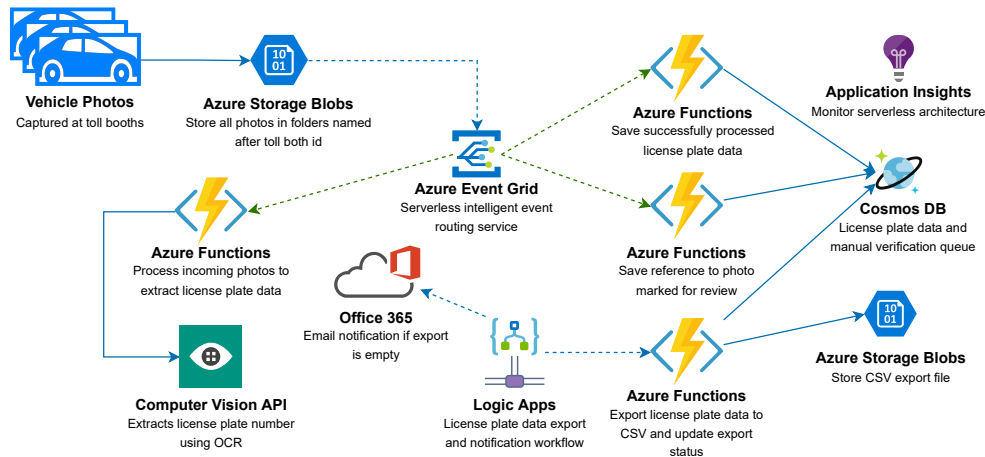 Vehicle Photos
Captured at toll booths
10
01
Azure Storage Blobs
Store all photos in folders named
after toll both id
Azure Event Grid
Serverless intelligent event
routing service
Azure Functions
Save successfully processed
license plate data
Application Insights
Monitor serverless architecture
Azure Functions
Process incoming photos to
extract license plate data
Azure Functions
Save reference to photo
marked for review
Cosmos DB
License plate data and
manual verification queue
Office 365
Email notification if export
is empty
10
01
Azure Storage Blobs
Store CSV export file
Computer Vision API
Extracts license plate number
using OCR
Logic Apps
License plate data export
and notification workflow
Azure Functions
Export license plate data to
CSV and update export
status